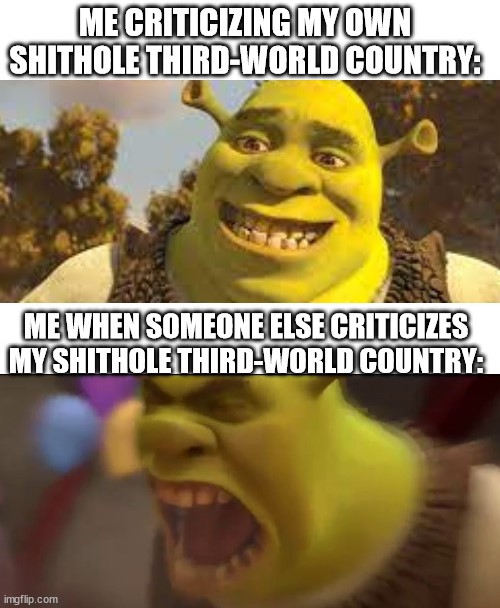 ME CRITICIZING MY OWN
SHITHOLE THIRD-WORLD COUNTRY:
ME WHEN SOMEONE ELSE CRITICIZES
MY SHITHOLE THIRD-WORLD COUNTRY:
imgflip.com